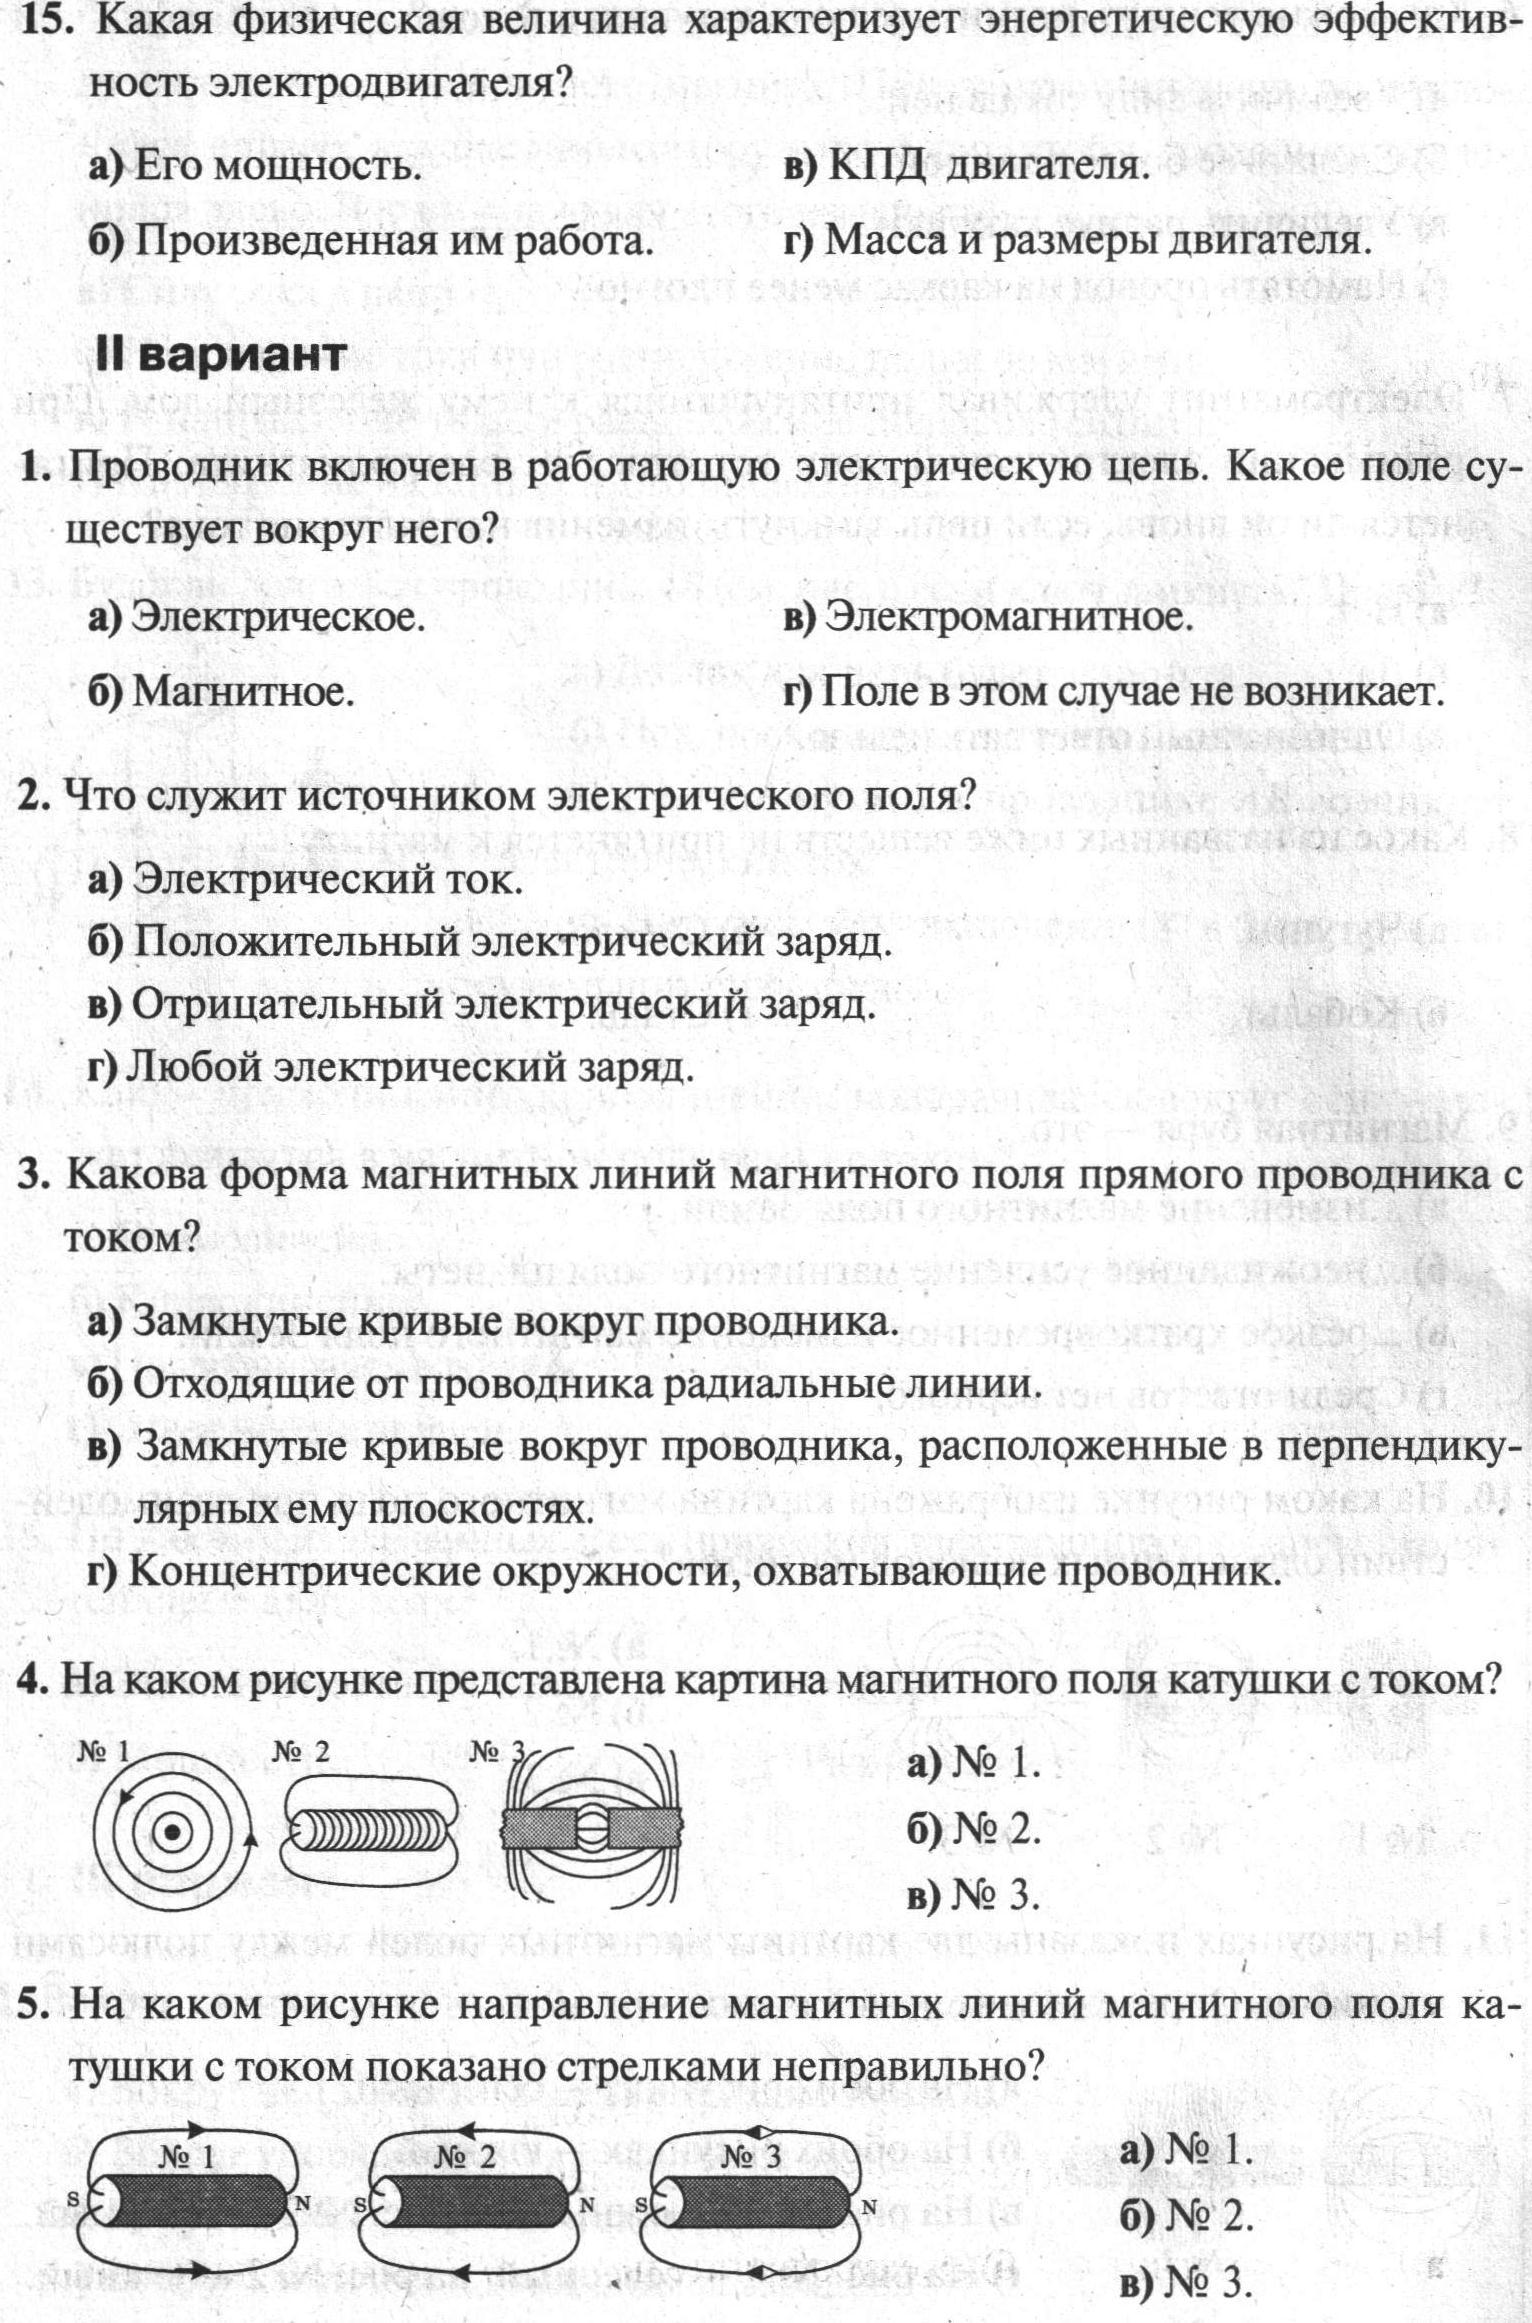 15. Какая физическая величина характеризует энергетическую эффектив-
ность электродвигателя?
а) Его мощность.
в) КПД двигателя.
б) Произведенная им работа.
г) Масса и размеры двигателя.
II вариант
1. Проводник включен в работающую электрическую цепь. Какое поле су-
ществует вокруг него?
а) Электрическое.
в) Электромагнитное.
б) Магнитное.
г) Поле в этом случае не возникает.
2. Что служит источником электрического поля?
а) Электрический ток.
б) Положительный электрический заряд.
в) Отрицательный электрический заряд.
г) Любой электрический заряд.
3. Какова форма магнитных линий магнитного поля прямого проводника с
током?
а) Замкнутые кривые вокруг проводника.
б) Отходящие от проводника радиальные линии.
в) Замкнутые кривые вокруг проводника, расположенные в перпендику-
лярных ему плоскостях.
г) Концентрические окружности, охватывающие проводник.
4. На каком рисунке представлена картина магнитного поля катушки с током?
№ 1
№ 2
№ 3
а) № 1.
б) № 2.
в) № 3.
5. На каком рисунке направление магнитных линий магнитного поля ка-
тушки с током показано стрелками неправильно?
№ 1
S
N
№ 2
S
N
№ 3
S
N
а) № 1.
б) № 2.
в) № 3.